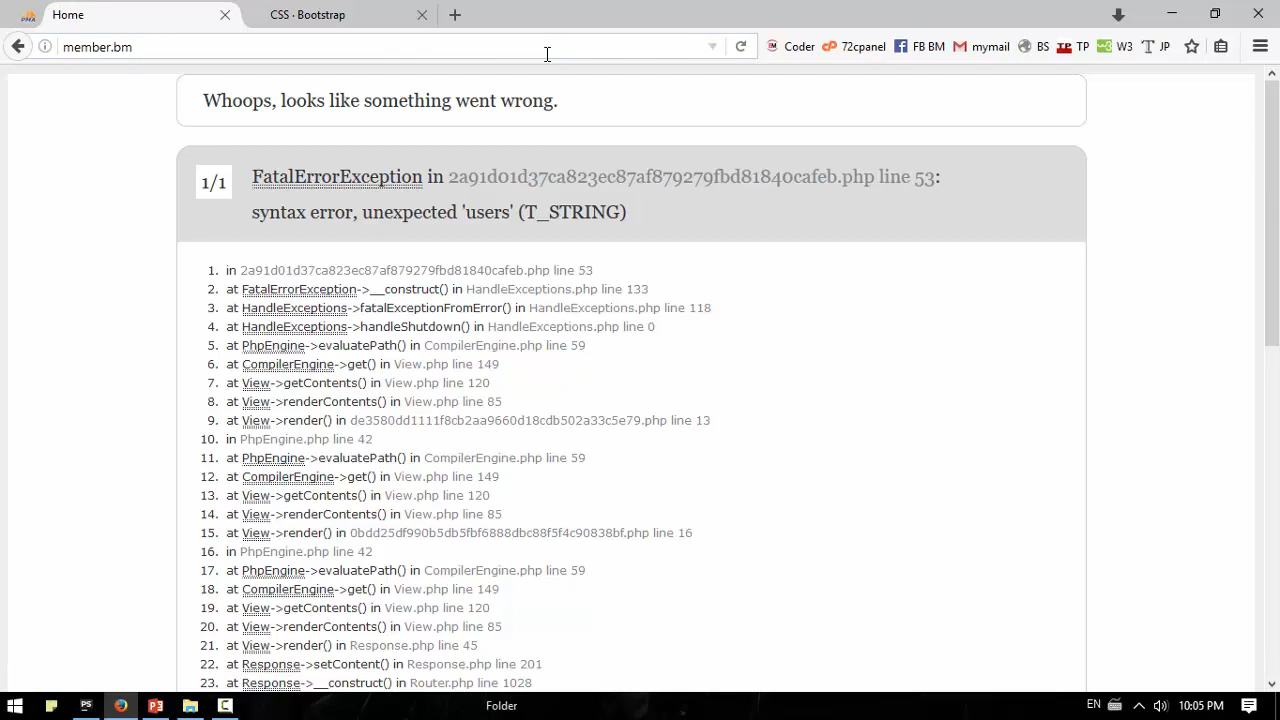 Home
CSS · Bootstrap
member.bm
Coder
72cpanel
FB BM
mymail
BS
TP
W3
JP
Whoops, looks like something went wrong.
1/1
FatalErrorException in 2a91d01d37ca823ec87af879279fbd81840cafeb.php line 53:
syntax error, unexpected 'users' (T_STRING)
1. in 2a91d01d37ca823ec87af879279fbd81840cafeb.php line 53
2. at FatalErrorException->__construct() in HandleExceptions.php line 133
3. at HandleExceptions->fatalExceptionFromError() in HandleExceptions.php line 118
4. at HandleExceptions->handleShutdown() in HandleExceptions.php line 0
5. at PhpEngine->evaluatePath() in CompilerEngine.php line 59
6. at CompilerEngine->get() in View.php line 149
7. at View->getContents() in View.php line 120
8. at View->renderContents() in View.php line 85
9. at View->render() in de3580dd1111f8cb2aa9660d18cdb502a33c5e79.php line 13
10. in PhpEngine.php line 42
11. at PhpEngine->evaluatePath() in CompilerEngine.php line 59
12. at CompilerEngine->get() in View.php line 149
13. at View->getContents() in View.php line 120
14. at View->renderContents() in View.php line 85
15. at View->render() in 0bdd25df990b5db5fbf6888dbc88f5f4c90838bf.php line 16
16. in PhpEngine.php line 42
17. at PhpEngine->evaluatePath() in CompilerEngine.php line 59
18. at CompilerEngine->get() in View.php line 149
19. at View->getContents() in View.php line 120
20. at View->renderContents() in View.php line 85
21. at View->render() in Response.php line 45
22. at Response->setContent() in Response.php line 201
23. at Response->__construct() in Router.php line 1028
Folder
EN
10:05 PM